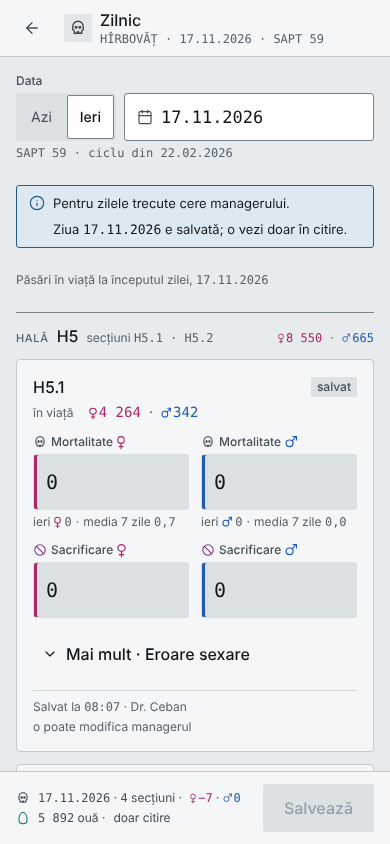 Zilnic
HÎRBOVĂȚ · 17.11.2026 · SAPT 59
Data
Azi Ieri 17.11.2026
SAPT 59 · ciclu din 22.02.2026
Pentru zilele trecute cere managerului.
Ziua 17.11.2026 e salvată; o vezi doar în citire.
Păsări în viață la începutul zilei, 17.11.2026
HALĂ H5 secțiuni H5.1 · H5.2 ♀8 550 · ♂665
H5.1 salvat
în viață ♀4 264 · ♂342
Mortalitate ♀ Mortalitate ♂
0 0
ieri ♀ 0 · media 7 zile 0,7 ieri ♂ 0 · media 7 zile 0,0
Sacrificare ♀ Sacrificare ♂
0 0
Mai mult · Eroare sexare
Salvat la 08:07 · Dr. Ceban
o poate modifica managerul
17.11.2026 · 4 secțiuni · ♀−7 · ♂0
5 892 ouă · doar citire
Salvează